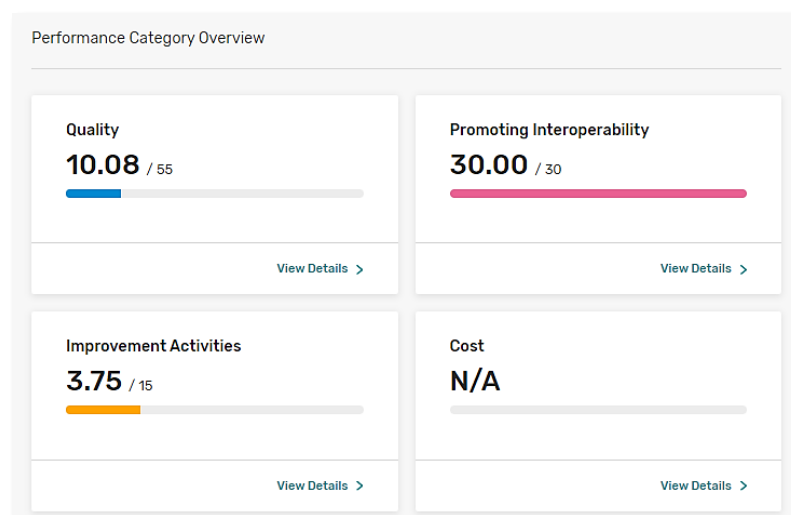 Performance Category Overview
Quality
10.08 / 55
View Details
Promoting Interoperability
30.00 / 30
View Details
Improvement Activities
3.75 / 15
View Details
Cost
N/A
View Details